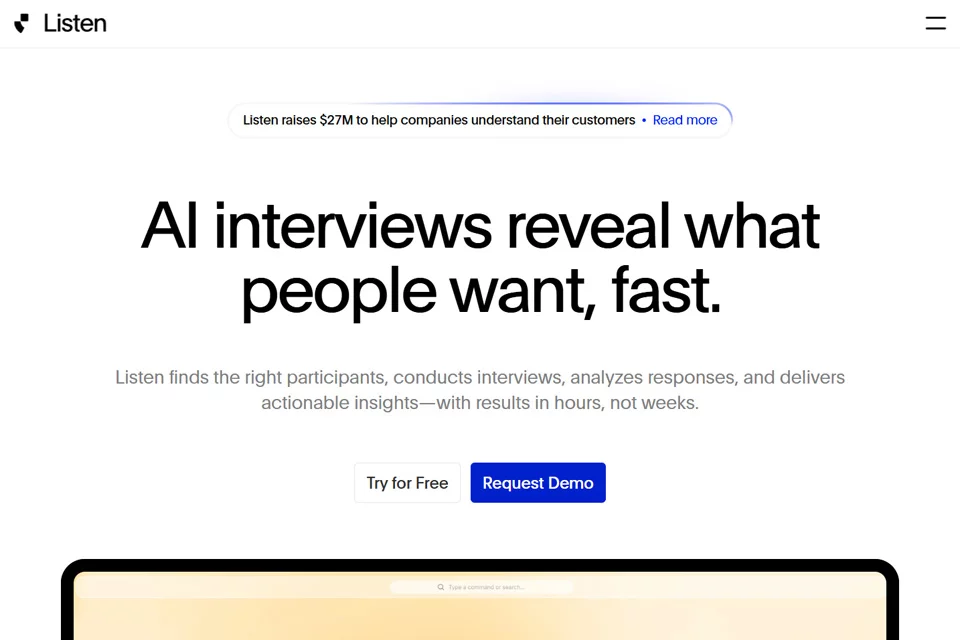 Listen
Listen raises $27M to help companies understand their customers • Read more
AI interviews reveal what
people want, fast.
Listen finds the right participants, conducts interviews, analyzes responses, and delivers
actionable insights—with results in hours, not weeks.
Try for Free
Request Demo
Type a command or search...